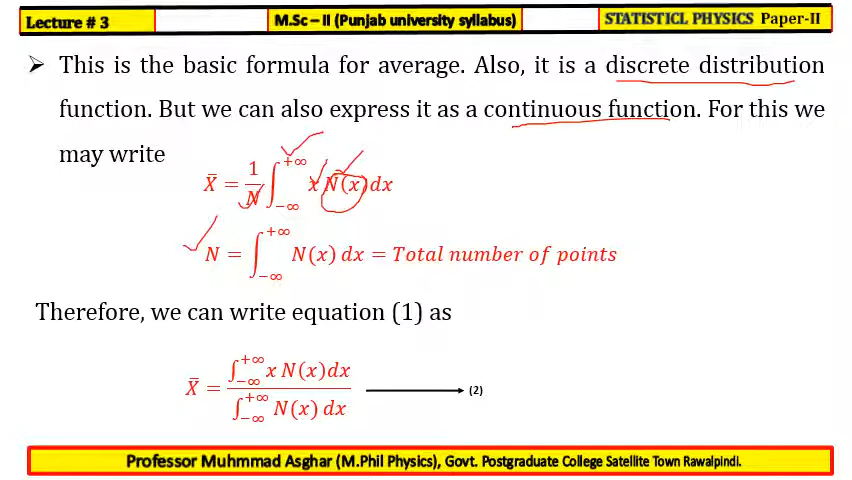 Lecture # 3
M.Sc – II (Punjab university syllabus)
STATISTICL PHYSICS Paper-II
➤ This is the basic formula for average. Also, it is a discrete distribution
function. But we can also express it as a continuous function. For this we
may write
X̄ = 1/N ∫_{−∞}^{+∞} x N(x)dx
N = ∫_{−∞}^{+∞} N(x) dx = Total number of points
Therefore, we can write equation (1) as
X̄ = ∫_{−∞}^{+∞} x N(x)dx / ∫_{−∞}^{+∞} N(x) dx (2)
Professor Muhmmad Asghar (M.Phil Physics), Govt. Postgraduate College Satellite Town Rawalpindi.